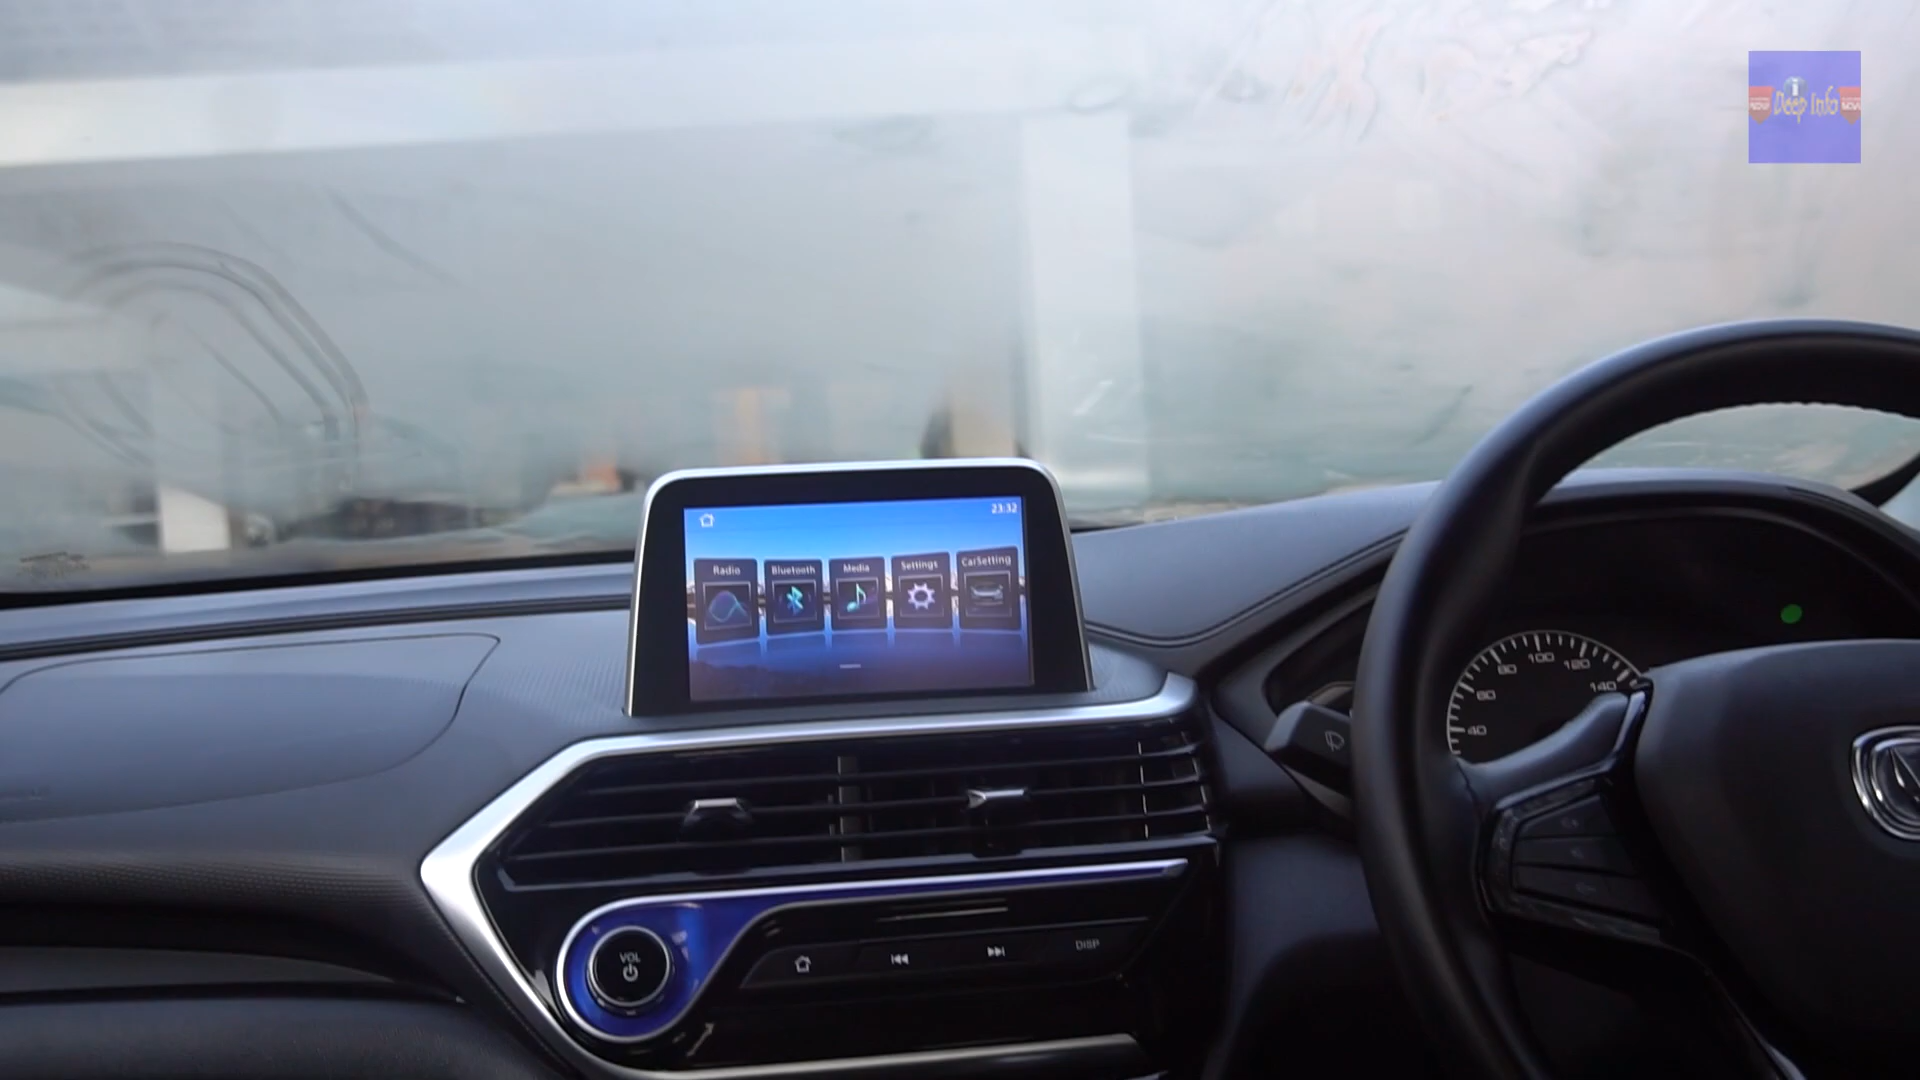 Deep Info
23:32
Radio
Bluetooth
Media
Settings
CarSetting
40
60
80
100
120
140
VOL
DISP